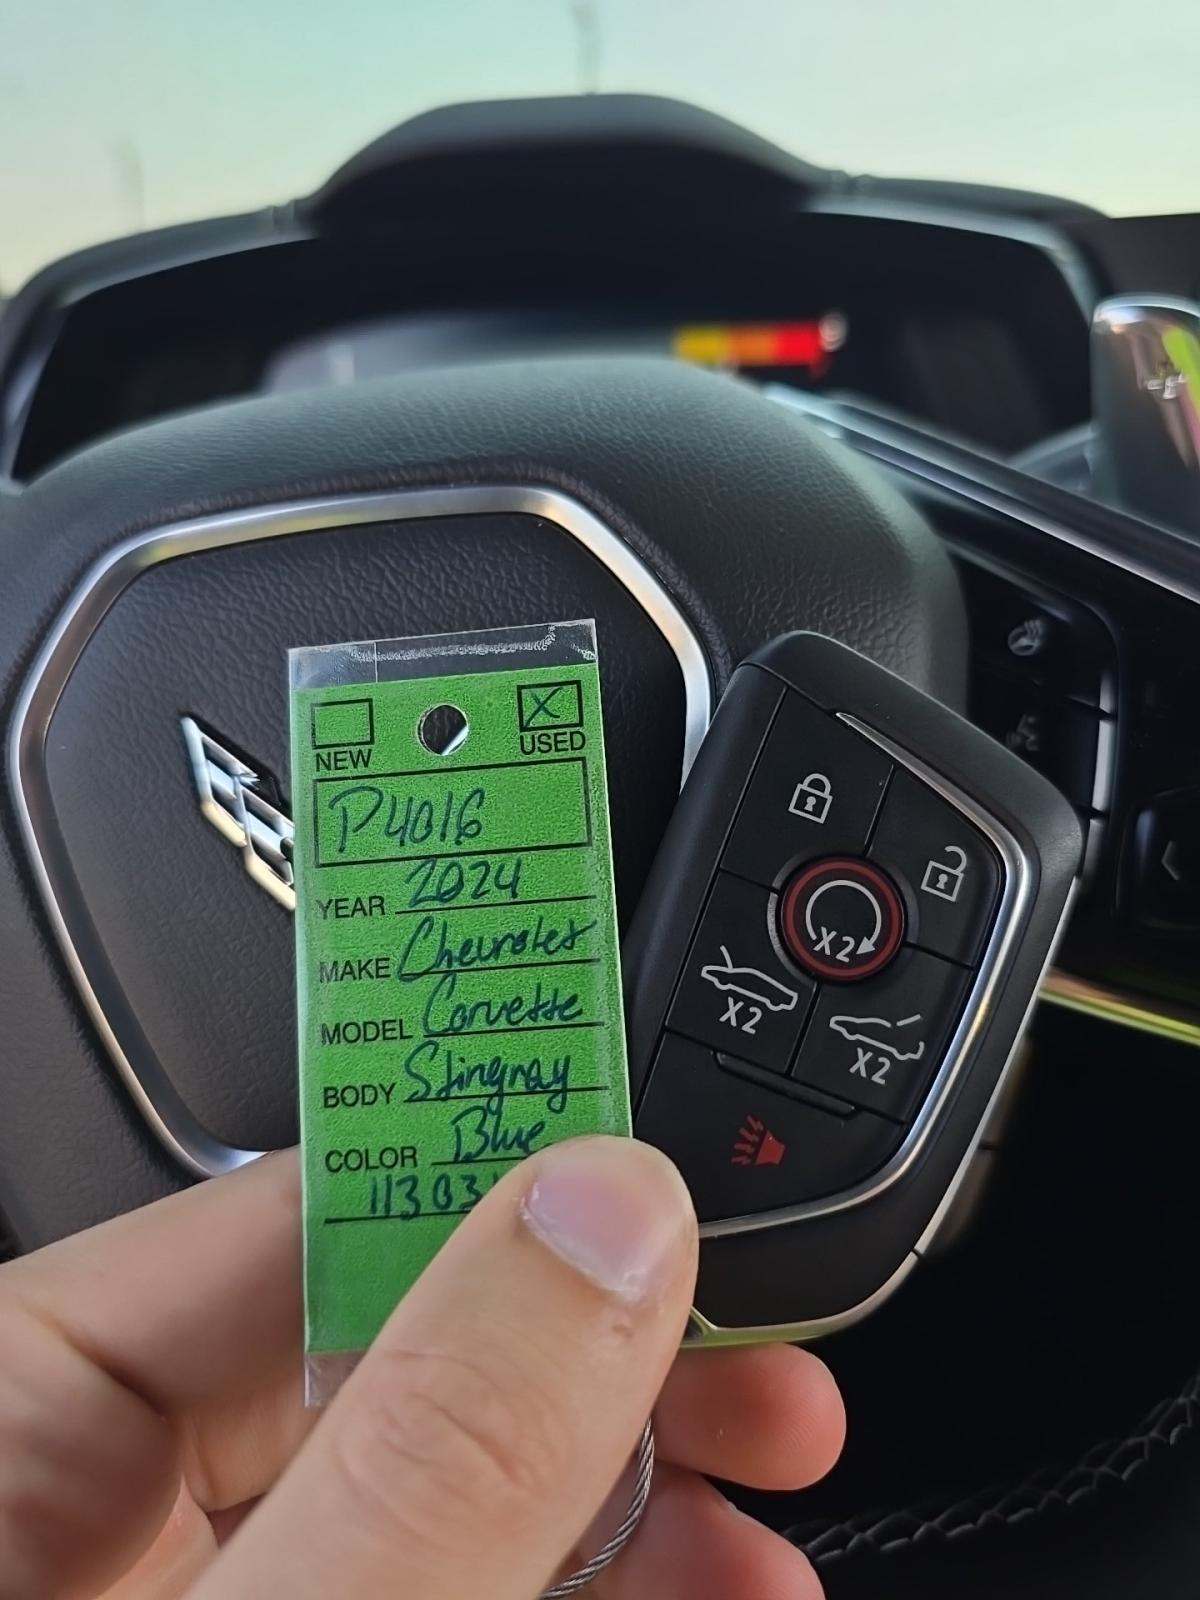 NEW
X
USED
P4016
YEAR 2024
MAKE Chevrolet
MODEL Corvette
BODY Stingray
COLOR Blue
X2
X2
X2